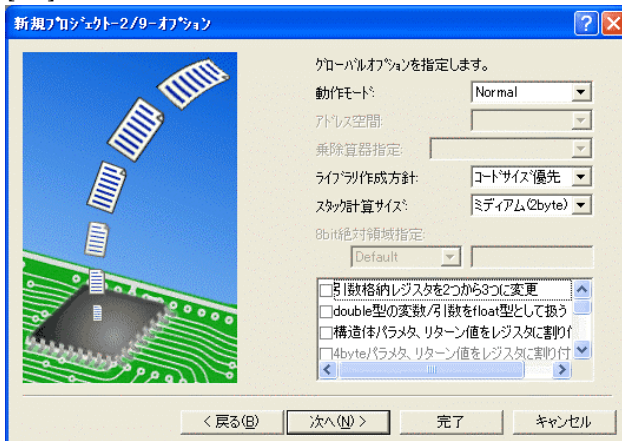 新規プロジェクト-2/9-オプション
グローバルオプションを指定します。
動作モード: Normal
アドレス空間:
乗除算器指定:
ライブラリ作成方針: コードサイズ優先
スタック計算サイズ: ミディアム(2byte)
8bit絶対領域指定:
Default
引数格納レジスタを2つから3つに変更
double型の変数/引数をfloat型として扱う
構造体パラメタ、リターン値をレジスタに割り付
4byteパラメタ、リターン値をレジスタに割り付
< 戻る(B) 次へ(N) > 完了 キャンセル